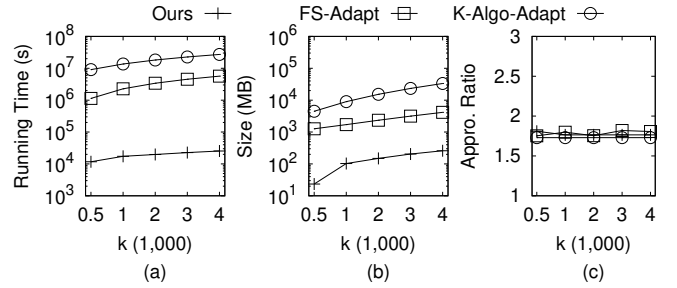 Ours FS-Adapt K-Algo-Adapt
Running Time (s)
10^8
10^7
10^6
10^5
10^4
10^3
0.5 1 2 3 4
k (1,000)
(a)
Size (MB)
10^6
10^5
10^4
10^3
10^2
10^1
0.5 1 2 3 4
k (1,000)
(b)
Appro. Ratio
3
2.5
2
1.5
1
0.5 1 2 3 4
k (1,000)
(c)